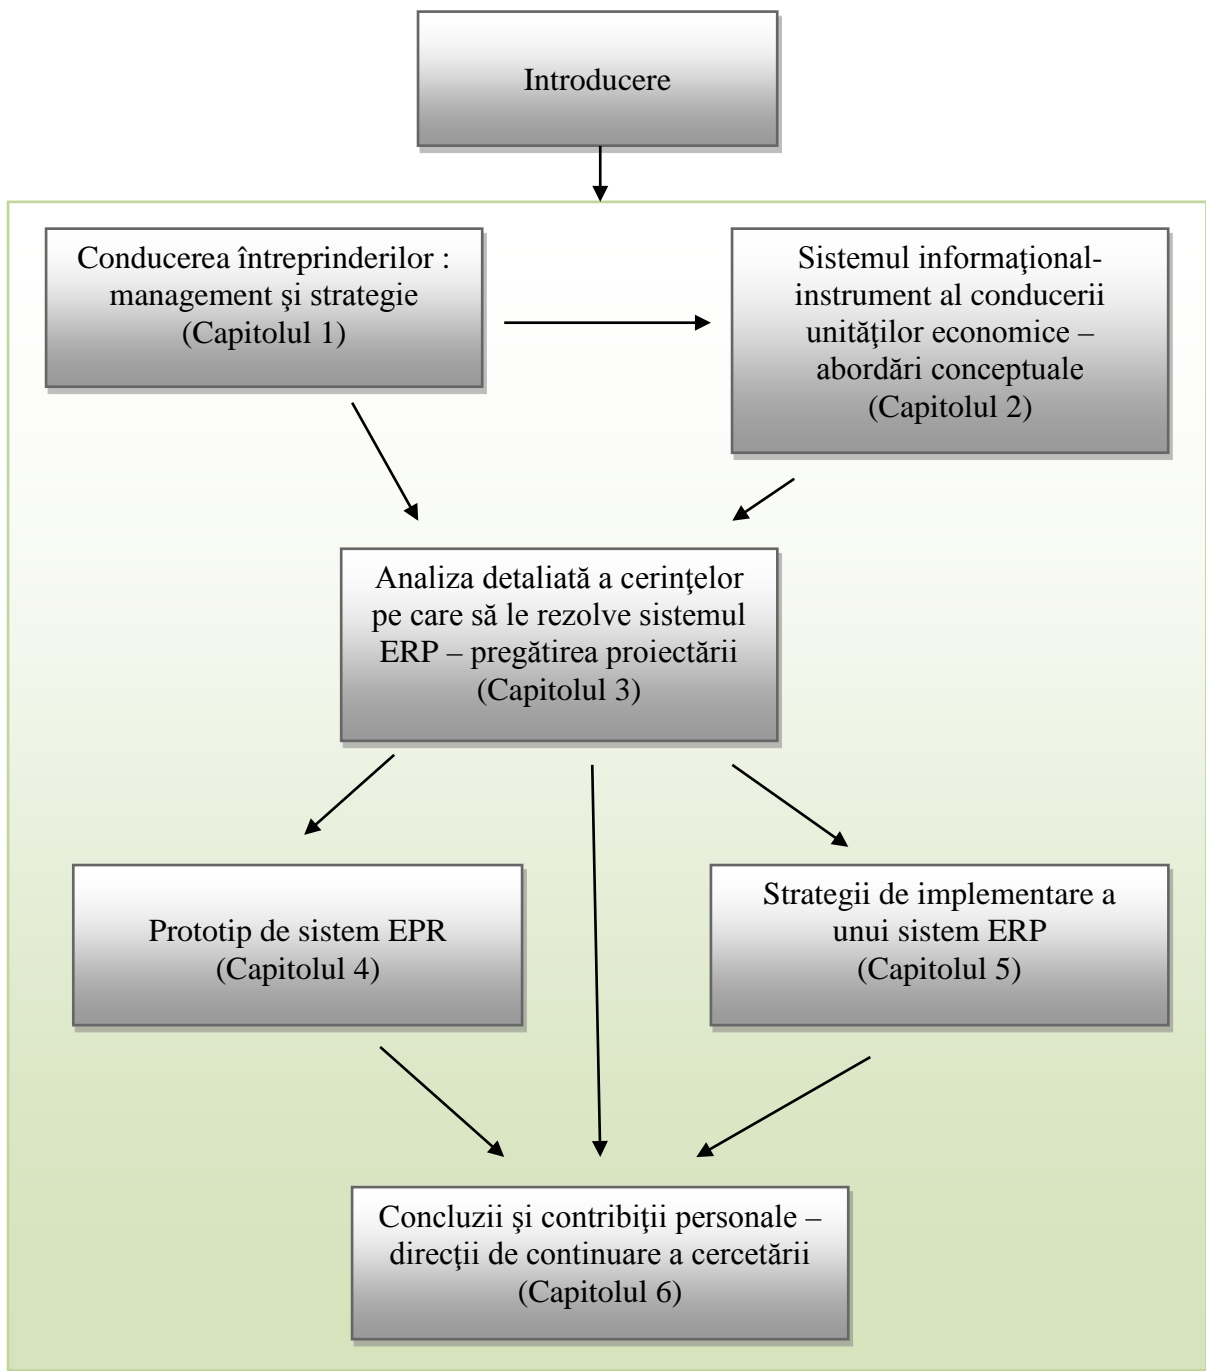 Introducere
Conducerea întreprinderilor :
management şi strategie
(Capitolul 1)
Sistemul informaţional-
instrument al conducerii
unităţilor economice –
abordări conceptuale
(Capitolul 2)
Analiza detaliată a cerinţelor
pe care să le rezolve sistemul
ERP – pregătirea proiectării
(Capitolul 3)
Prototip de sistem EPR
(Capitolul 4)
Strategii de implementare a
unui sistem ERP
(Capitolul 5)
Concluzii şi contribiţii personale –
direcţii de continuare a cercetării
(Capitolul 6)